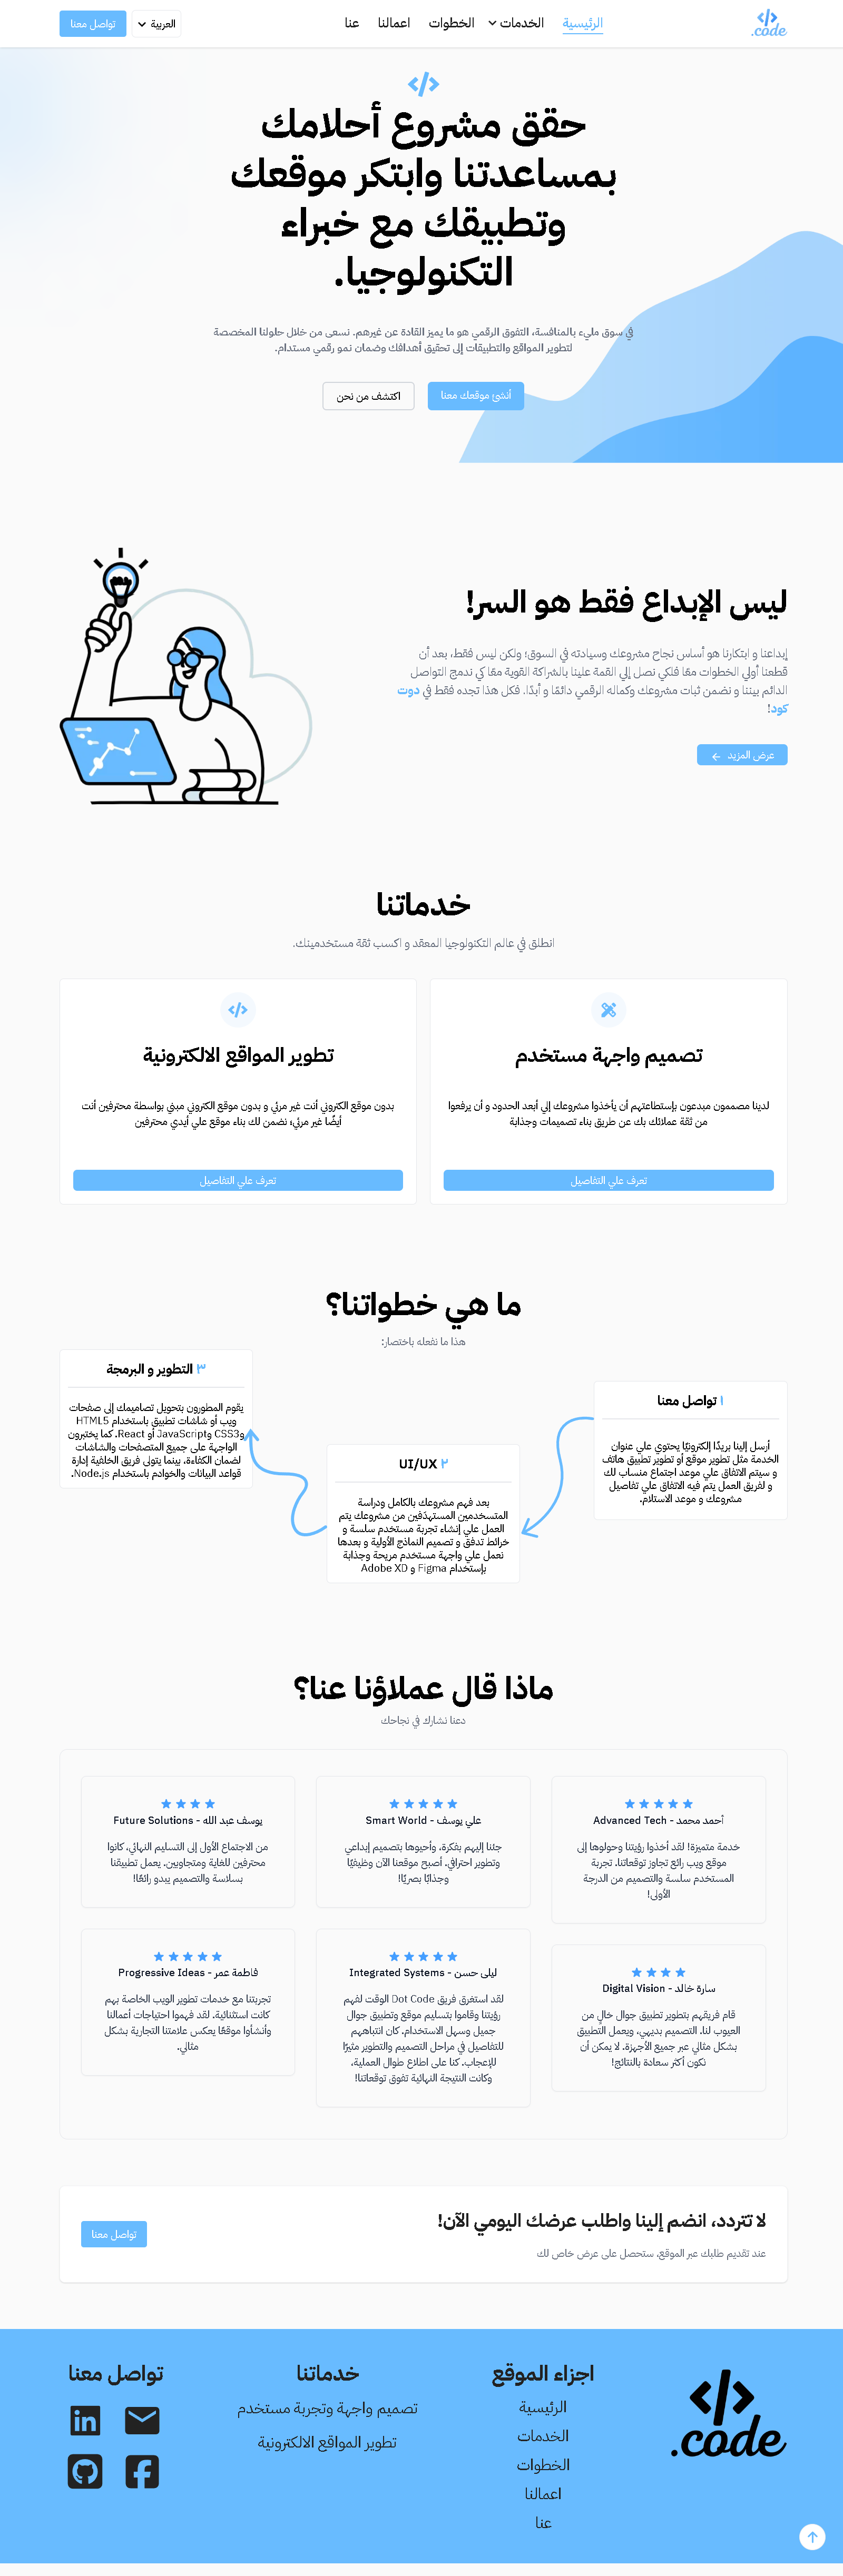 .code
الرئيسية
الخدمات
الخطوات
اعمالنا
عنا
العربية
تواصل معنا
حقق مشروع أحلامك
بمساعدتنا وابتكر موقعك
وتطبيقك مع خبراء
التكنولوجيا.
في سوق مليء بالمنافسة، التفوق الرقمي هو ما يميز القادة عن غيرهم. نسعى من خلال حلولنا المخصصة
لتطوير المواقع والتطبيقات إلى تحقيق أهدافك وضمان نمو رقمي مستدام.
أنشئ موقعك معنا
اكتشف من نحن
ليس الإبداع فقط هو السر!
إبداعنا و ابتكارنا هو أساس نجاح مشروعك وسيادته في السوق؛ ولكن ليس فقط، بعد أن
قطعنا أولي الخطوات معًا فلكي نصل إلي القمة علينا بالشراكة القوية معًا كي ندمج التواصل
الدائم بيننا و نضمن ثبات مشروعك وكماله الرقمي دائمًا و أبدًا. فكل هذا تجده فقط في دوت
كود!
عرض المزيد
خدماتنا
انطلق في عالم التكنولوجيا المعقد و اكسب ثقة مستخدمينك.
تصميم واجهة مستخدم
لدينا مصممون مبدعون بإستطاعتهم أن يأخذوا مشروعك إلي أبعد الحدود و أن يرفعوا
من ثقة عملائك بك عن طريق بناء تصميمات وجذابة
تعرف علي التفاصيل
تطوير المواقع الالكترونية
بدون موقع الكتروني أنت غير مرئي و بدون موقع الكتروني مبني بواسطة محترفين أنت
أيضًا غير مرئي، نضمن لك بناء موقع علي أيدي محترفين
تعرف علي التفاصيل
ما هي خطواتنا؟
هذا ما نفعله باختصار:
١ تواصل معنا
أرسل إلينا بريدًا إلكترونيًا يحتوي علي عنوان
الخدمة مثل تطوير موقع أو تطوير تطبيق هاتف
و سيتم الاتفاق علي موعد اجتماع منساب لك
و لفريق العمل يتم فيه الاتفاق علي تفاصيل
مشروعك و موعد الاستلام.
٢ UI/UX
بعد فهم مشروعك بالكامل ودراسة
المتسخدمين المستهدَفين من مشروعك يتم
العمل علي إنشاء تجربة مستخدم سلسة و
خرائط تدفق و تصميم النماذج الأولية و بعدها
نعمل علي واجهة مستخدم مريحة وجذابة
بإستخدام Figma و Adobe XD
٣ التطوير و البرمجة
يقوم المطورون بتحويل تصاميمك إلى صفحات
ويب أو شاشات تطبيق باستخدام HTML5
وCSS3 وJavaScript أو React. كما يختبرون
الواجهة على جميع المتصفحات والشاشات
لضمان الكفاءة، بينما يتولى فريق الخلفية إدارة
قواعد البيانات والخوادم باستخدام Node.js.
ماذا قال عملاؤنا عنا؟
دعنا نشارك في نجاحك
أحمد محمد - Advanced Tech
خدمة متميزة! لقد أخذوا رؤيتنا وحولوها إلى
موقع ويب رائع تجاوز توقعاتنا. تجربة
المستخدم سلسة والتصميم من الدرجة
الأولى!
سارة خالد - Digital Vision
قام فريقهم بتطوير تطبيق جوال خالٍ من
العيوب لنا. التصميم بديهي، ويعمل التطبيق
بشكل مثالي عبر جميع الأجهزة. لا يمكن أن
نكون أكثر سعادة بالنتائج!
علي يوسف - Smart World
جئنا إليهم بفكرة، وأحيوها بتصميم إبداعي
وتطوير احترافي. أصبح موقعنا الآن وظيفيًا
وجذابًا بصريًا!
ليلى حسن - Integrated Systems
لقد استغرق فريق Dot Code الوقت لفهم
رؤيتنا وقاموا بتسليم موقع وتطبيق جوال
جميل وسهل الاستخدام. كان انتباههم
للتفاصيل في مراحل التصميم والتطوير مثيرًا
للإعجاب. كنا على اطلاع طوال العملية،
وكانت النتيجة النهائية تفوق توقعاتنا!
يوسف عبد الله - Future Solutions
من الاجتماع الأول إلى التسليم النهائي، كانوا
محترفين للغاية ومتجاوبين. يعمل تطبيقنا
بسلاسة والتصميم يبدو رائعًا!
فاطمة عمر - Progressive Ideas
تجربتنا مع خدمات تطوير الويب الخاصة بهم
كانت استثنائية. لقد فهموا احتياجات أعمالنا
وأنشأوا موقعًا يعكس علامتنا التجارية بشكل
مثالي.
لا تتردد، انضم إلينا واطلب عرضك اليومي الآن!
عند تقديم طلبك عبر الموقع، ستحصل على عرض خاص لك
تواصل معنا
.code
اجزاء الموقع
الرئيسية
الخدمات
الخطوات
اعمالنا
عنا
خدماتنا
تصميم واجهة وتجربة مستخدم
تطوير المواقع الالكترونية
تواصل معنا